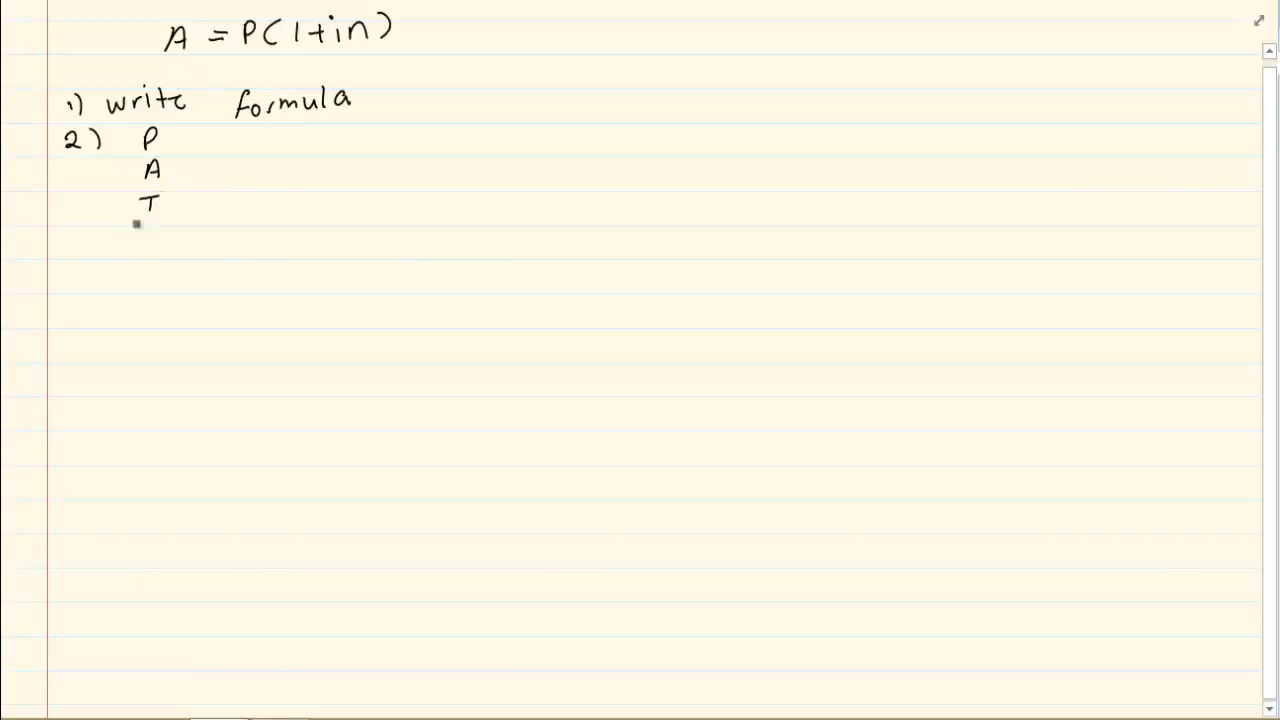 A = P(1+in)
1) write formula
2) P
A
T